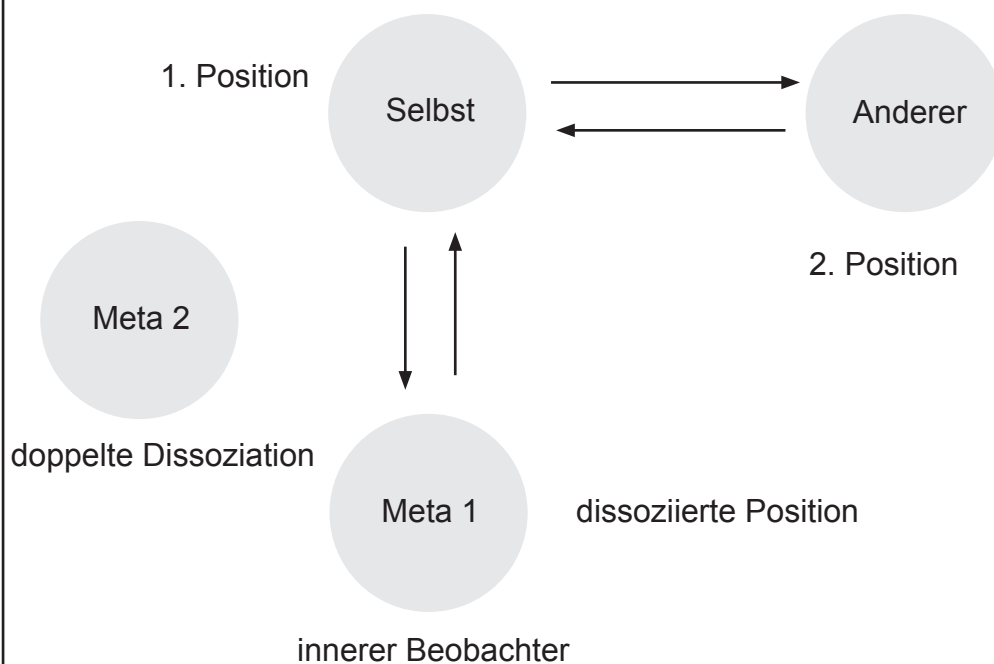 1. Position
Selbst
Anderer
2. Position
Meta 2
doppelte Dissoziation
Meta 1
dissoziierte Position
innerer Beobachter